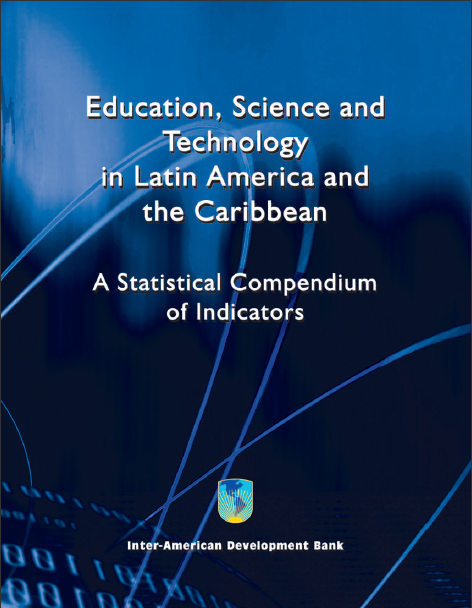 Education, Science and
Technology
in Latin America and
the Caribbean
A Statistical Compendium
of Indicators
Inter-American Development Bank